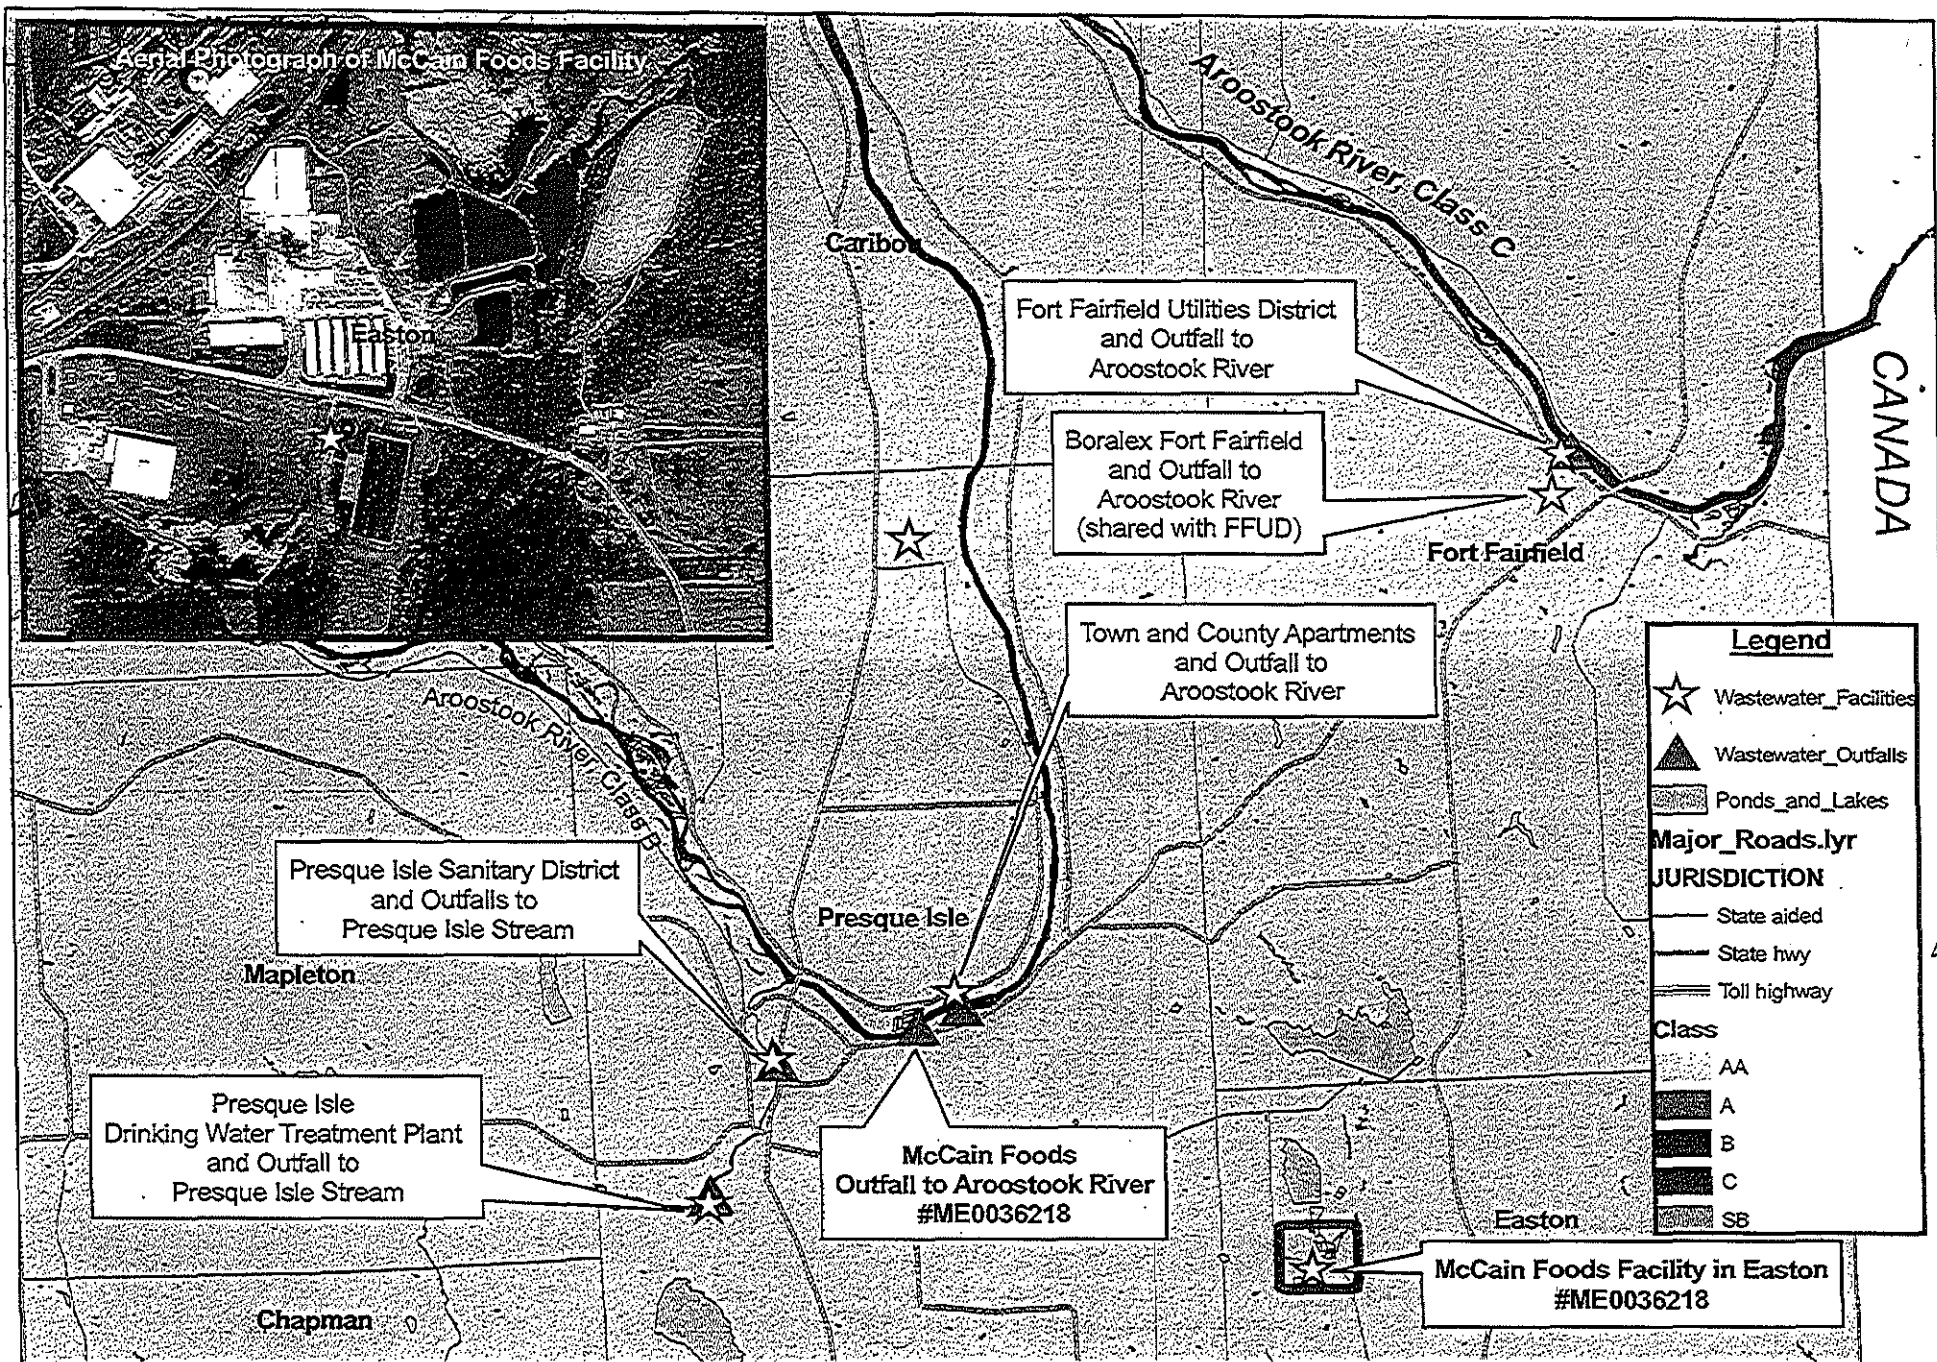 Aerial Photograph of McCain Foods Facility
Easton
Aroostook River, Class C
Caribou
Fort Fairfield Utilities District
and Outfall to
Aroostook River
Boralex Fort Fairfield
and Outfall to
Aroostook River
(shared with FFUD)
Fort Fairfield
CANADA
Town and County Apartments
and Outfall to
Aroostook River
Aroostook River, Class B
Presque Isle Sanitary District
and Outfalls to
Presque Isle Stream
Presque Isle
Mapleton
Presque Isle
Drinking Water Treatment Plant
and Outfall to
Presque Isle Stream
McCain Foods
Outfall to Aroostook River
#ME0036218
Easton
McCain Foods Facility in Easton
#ME0036218
Chapman
Legend
Wastewater_Facilities
Wastewater_Outfalls
Ponds_and_Lakes
Major_Roads.lyr
JURISDICTION
State aided
State hwy
Toll highway
Class
AA
A
B
C
SB